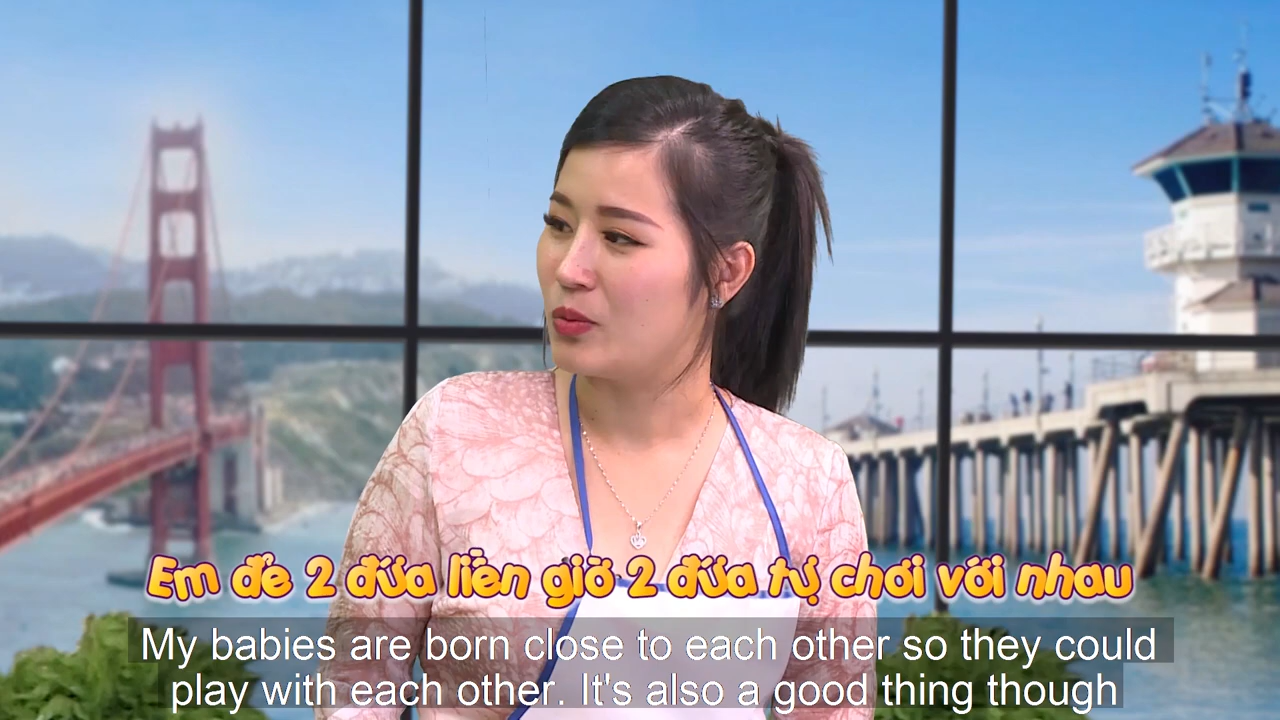 Em đẻ 2 đứa liền giờ 2 đứa tự chơi với nhau
My babies are born close to each other so they could
play with each other. It's also a good thing though